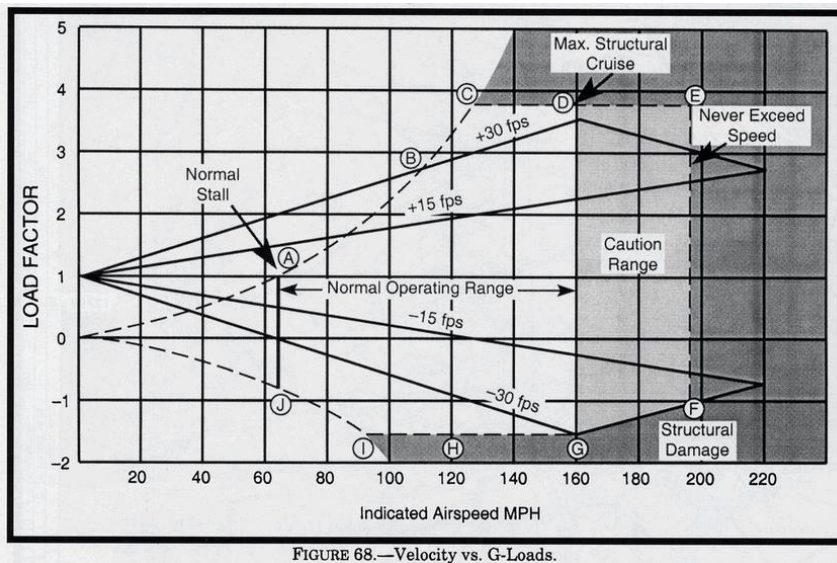 5
4
3
2
1
0
-1
-2
LOAD FACTOR
C
D
E
B
A
J
I
H
G
F
Max. Structural
Cruise
Never Exceed
Speed
+30 fps
Normal
Stall
+15 fps
Caution
Range
Normal Operating Range
−15 fps
−30 fps
Structural
Damage
20 40 60 80 100 120 140 160 180 200 220
Indicated Airspeed MPH
FIGURE 68.—Velocity vs. G-Loads.